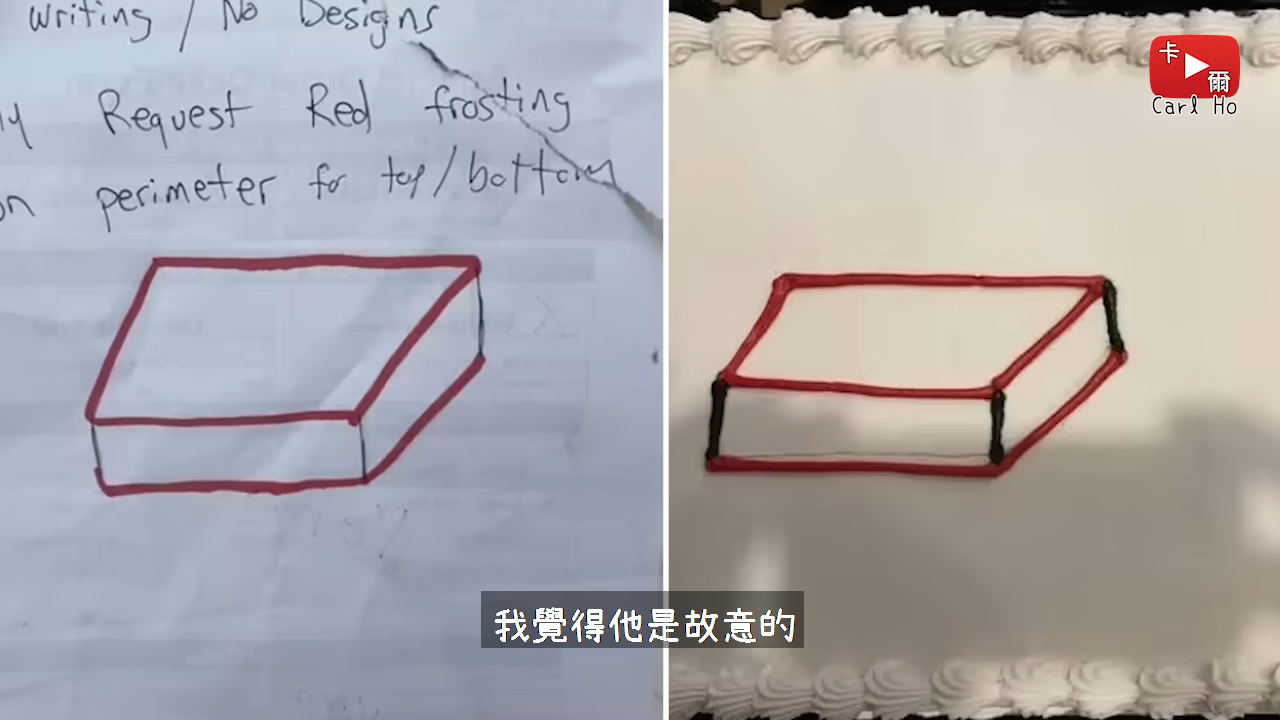 writing / No Designs
Request Red frosting
on perimeter for top/bottom
卡
爾
Carl Ho
我覺得他是故意的